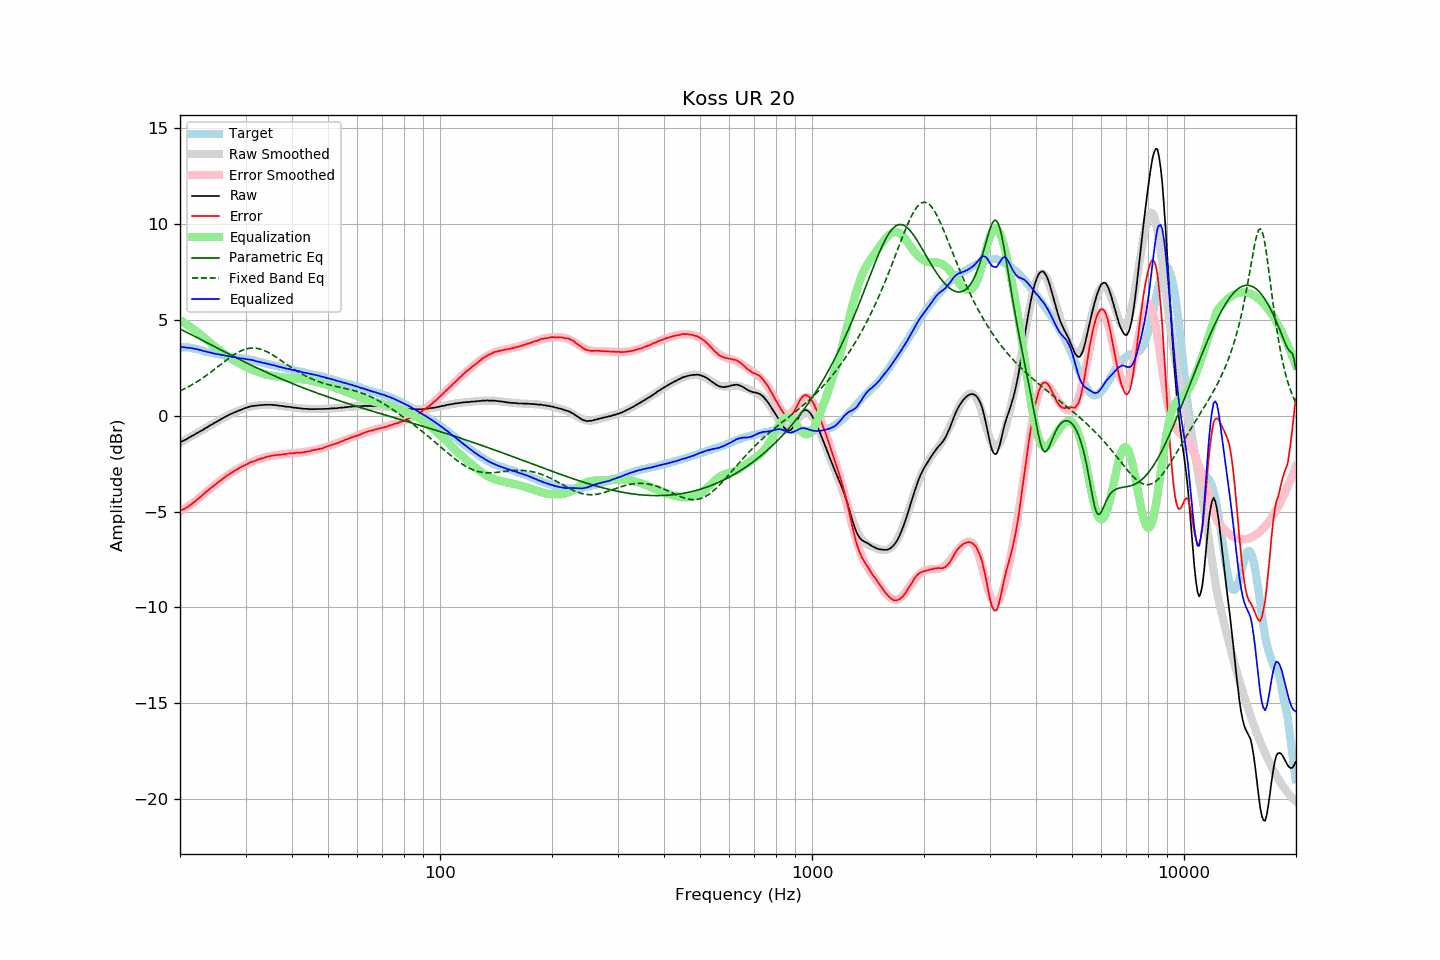 Koss UR 20
Target
Raw Smoothed
Error Smoothed
Raw
Error
Equalization
Parametric Eq
Fixed Band Eq
Equalized
15
10
5
0
−5
−10
−15
−20
Amplitude (dBr)
100
1000
10000
Frequency (Hz)